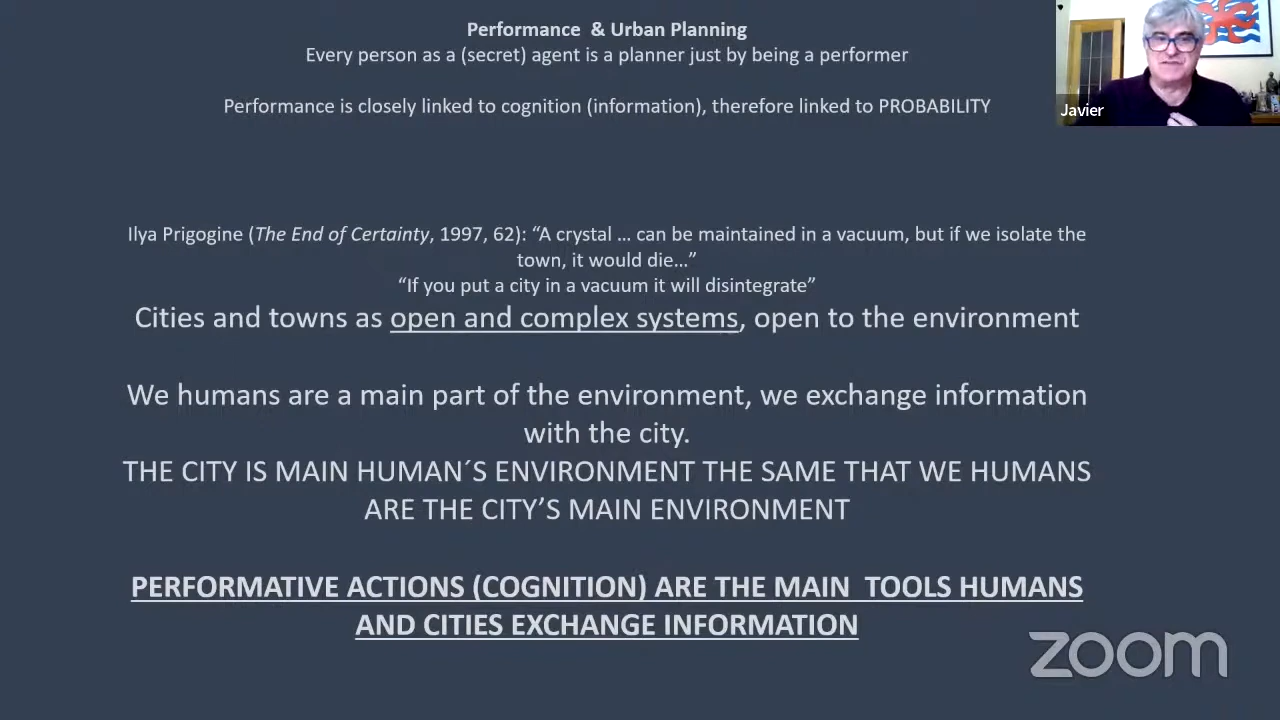 Performance  & Urban Planning
Every person as a (secret) agent is a planner just by being a performer
Performance is closely linked to cognition (information), therefore linked to PROBABILITY
Javier
Ilya Prigogine (The End of Certainty, 1997, 62): “A crystal … can be maintained in a vacuum, but if we isolate the
town, it would die…”
“If you put a city in a vacuum it will disintegrate”
Cities and towns as open and complex systems, open to the environment
We humans are a main part of the environment, we exchange information
with the city.
THE CITY IS MAIN HUMAN´S ENVIRONMENT THE SAME THAT WE HUMANS
ARE THE CITY’S MAIN ENVIRONMENT
PERFORMATIVE ACTIONS (COGNITION) ARE THE MAIN  TOOLS HUMANS
AND CITIES EXCHANGE INFORMATION
zoom